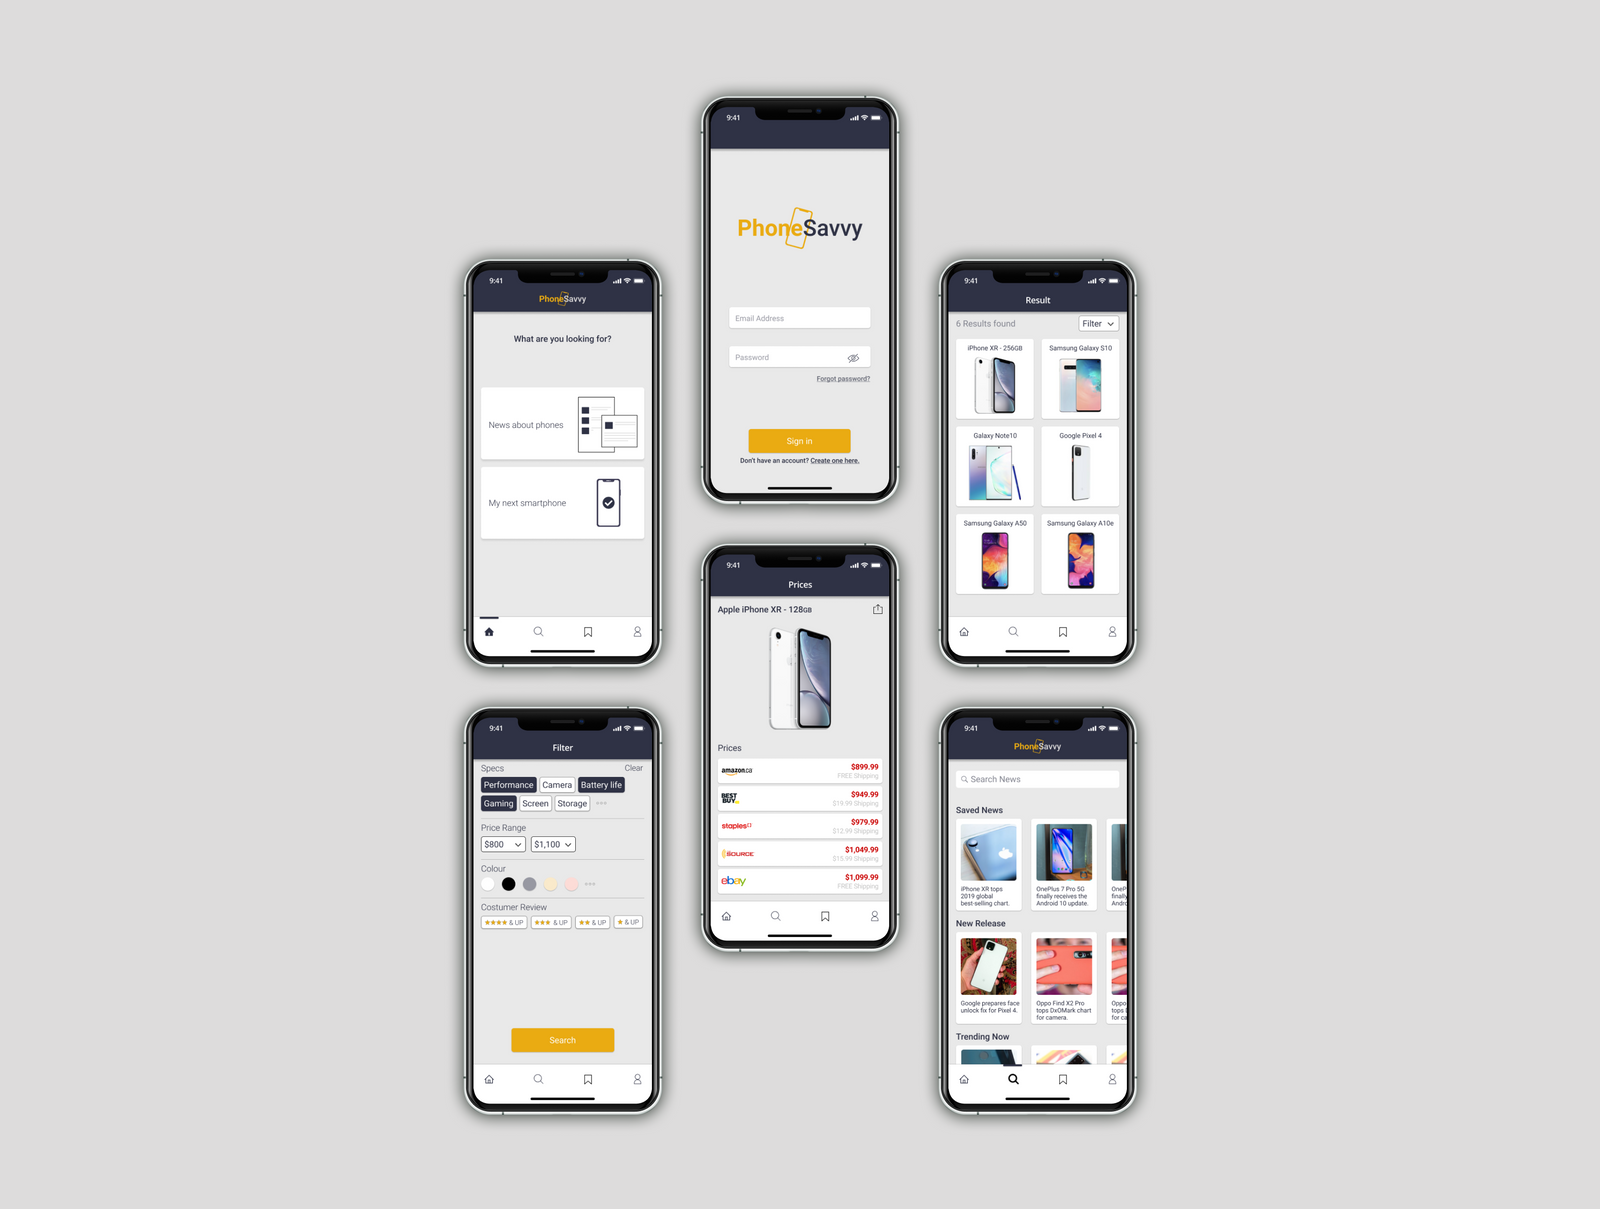 9:41
PhoneSavvy
Email Address
Password
Forgot password?
Sign in
Don't have an account? Create one here.
9:41
PhoneSavvy
What are you looking for?
News about phones
My next smartphone
9:41
Result
6 Results found
Filter
iPhone XR - 256GB
Samsung Galaxy S10
Galaxy Note10
Google Pixel 4
Samsung Galaxy A50
Samsung Galaxy A10e
9:41
Prices
Apple iPhone XR - 128GB
Prices
amazon.ca
$899.99
FREE Shipping
BEST BUY
$949.99
$19.99 Shipping
staples
$979.99
$12.99 Shipping
SOURCE
$1,049.99
$15.99 Shipping
ebay
$1,099.99
FREE Shipping
9:41
Filter
Specs
Clear
Performance Camera Battery life
Gaming Screen Storage
Price Range
$800 $1,100
Colour
Costumer Review
★★★★ & UP ★★★ & UP ★★ & UP ★ & UP
Search
9:41
PhoneSavvy
Search News
Saved News
iPhone XR tops
2019 global
best-selling chart.
OnePlus 7 Pro 5G
finally receives the
Android 10 update.
OneP
finally
Andro
New Release
Google prepares face
unlock fix for Pixel 4.
Oppo Find X2 Pro
tops DxOMark chart
for camera.
Oppo
tops D
for ca
Trending Now